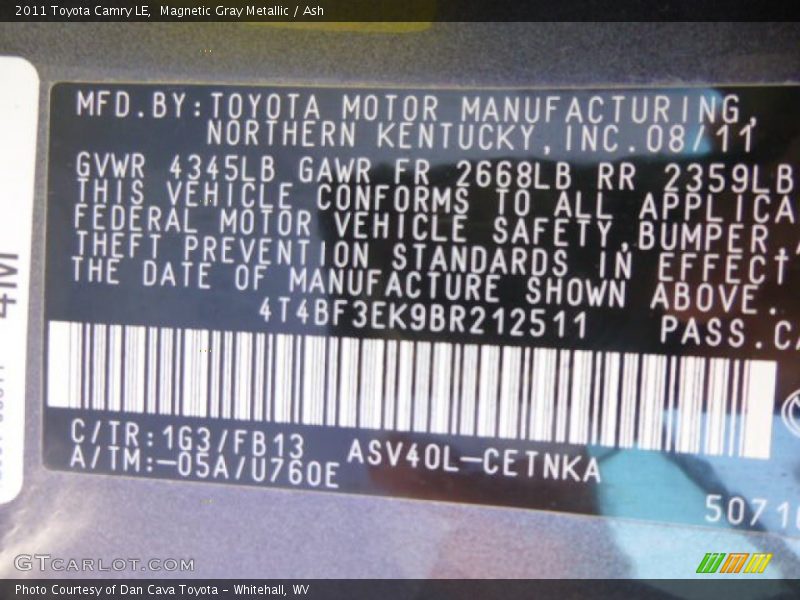 2011 Toyota Camry LE,  Magnetic Gray Metallic / Ash
MFD.BY:TOYOTA MOTOR MANUFACTURING,
NORTHERN KENTUCKY,INC.08/11
GVWR 4345LB GAWR FR 2668LB RR 2359LB
THIS VEHICLE CONFORMS TO ALL APPLICA
FEDERAL MOTOR VEHICLE SAFETY,BUMPER,
THEFT PREVENTION STANDARDS IN EFFECT
THE DATE OF MANUFACTURE SHOWN ABOVE.
4T4BF3EK9BR212511 PASS.CA
C/TR:1G3/FB13 ASV40L-CETNKA
A/TM:-05A/U760E
5071
4M
GTCARLOT.COM
Photo Courtesy of Dan Cava Toyota - Whitehall, WV